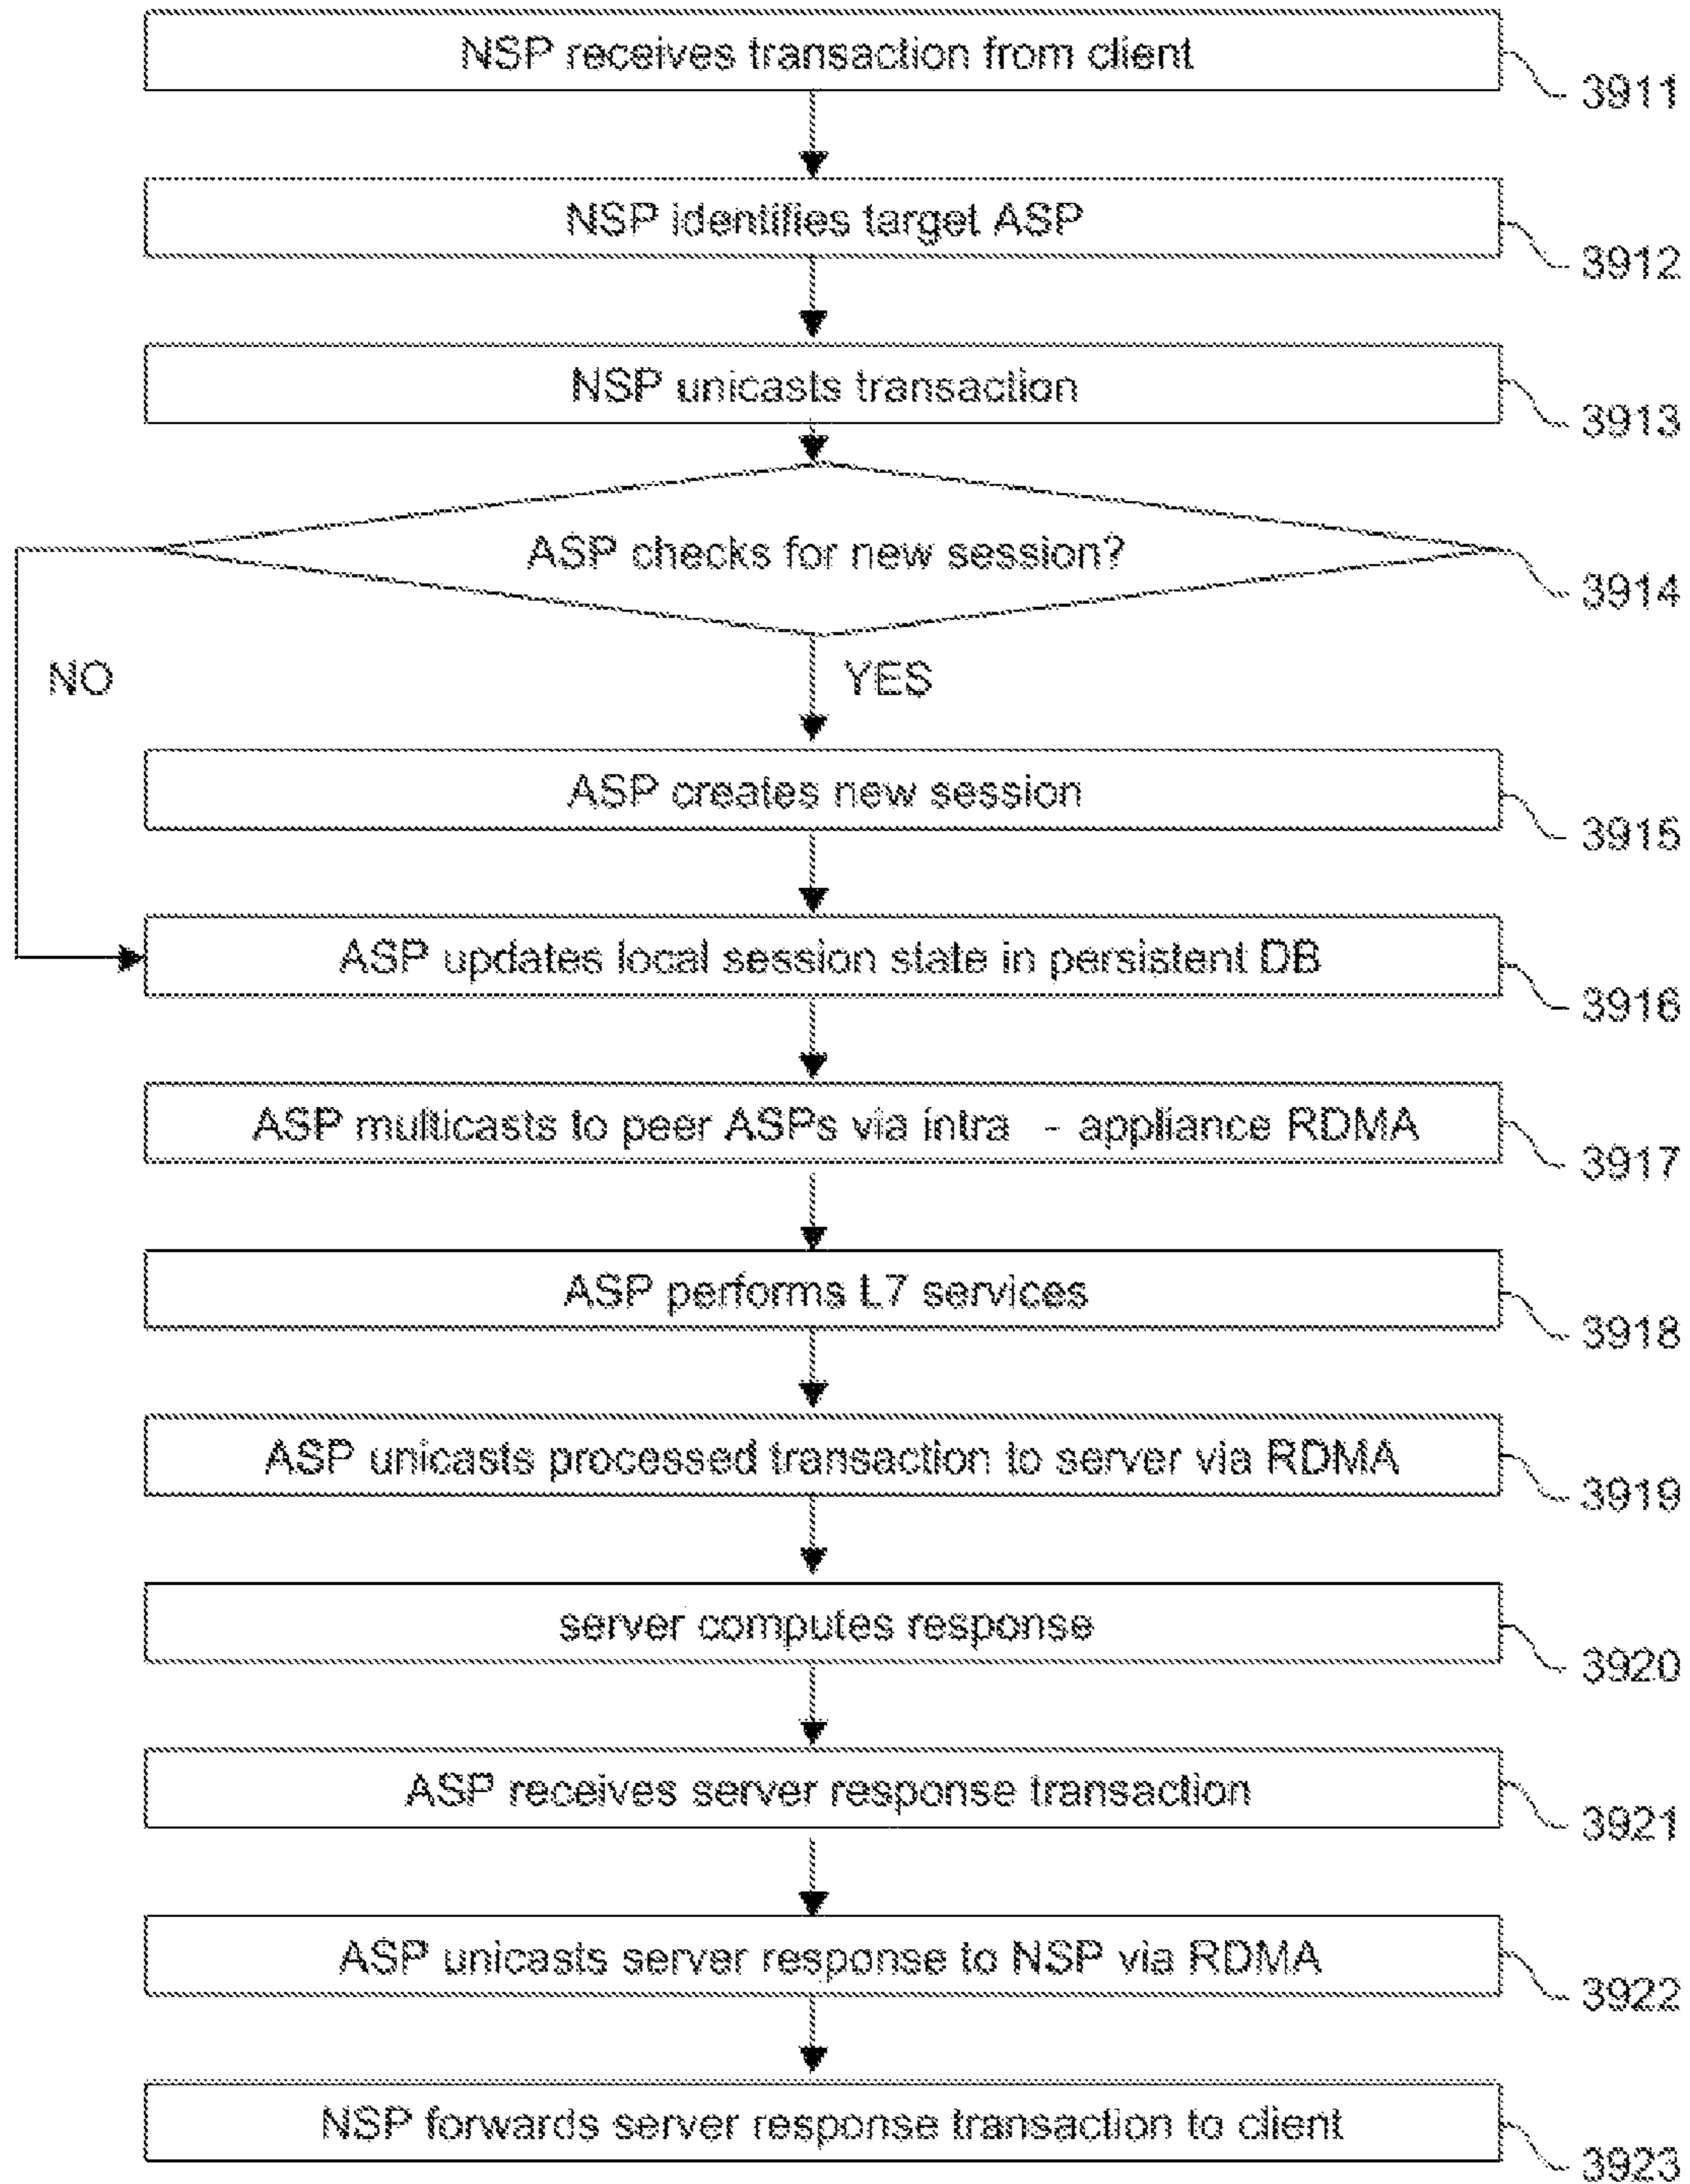 NSP receives transaction from client
3911
NSP identifies target ASP
3912
NSP unicasts transaction
3913
ASP checks for new session?
3914
NO
YES
ASP creates new session
3915
ASP updates local session state in persistent DB
3916
ASP multicasts to peer ASPs via intra - appliance RDMA
3917
ASP performs L7 services
3918
ASP unicasts processed transaction to server via RDMA
3919
server computes response
3920
ASP receives server response transaction
3921
ASP unicasts server response to NSP via RDMA
3922
NSP forwards server response transaction to client
3923